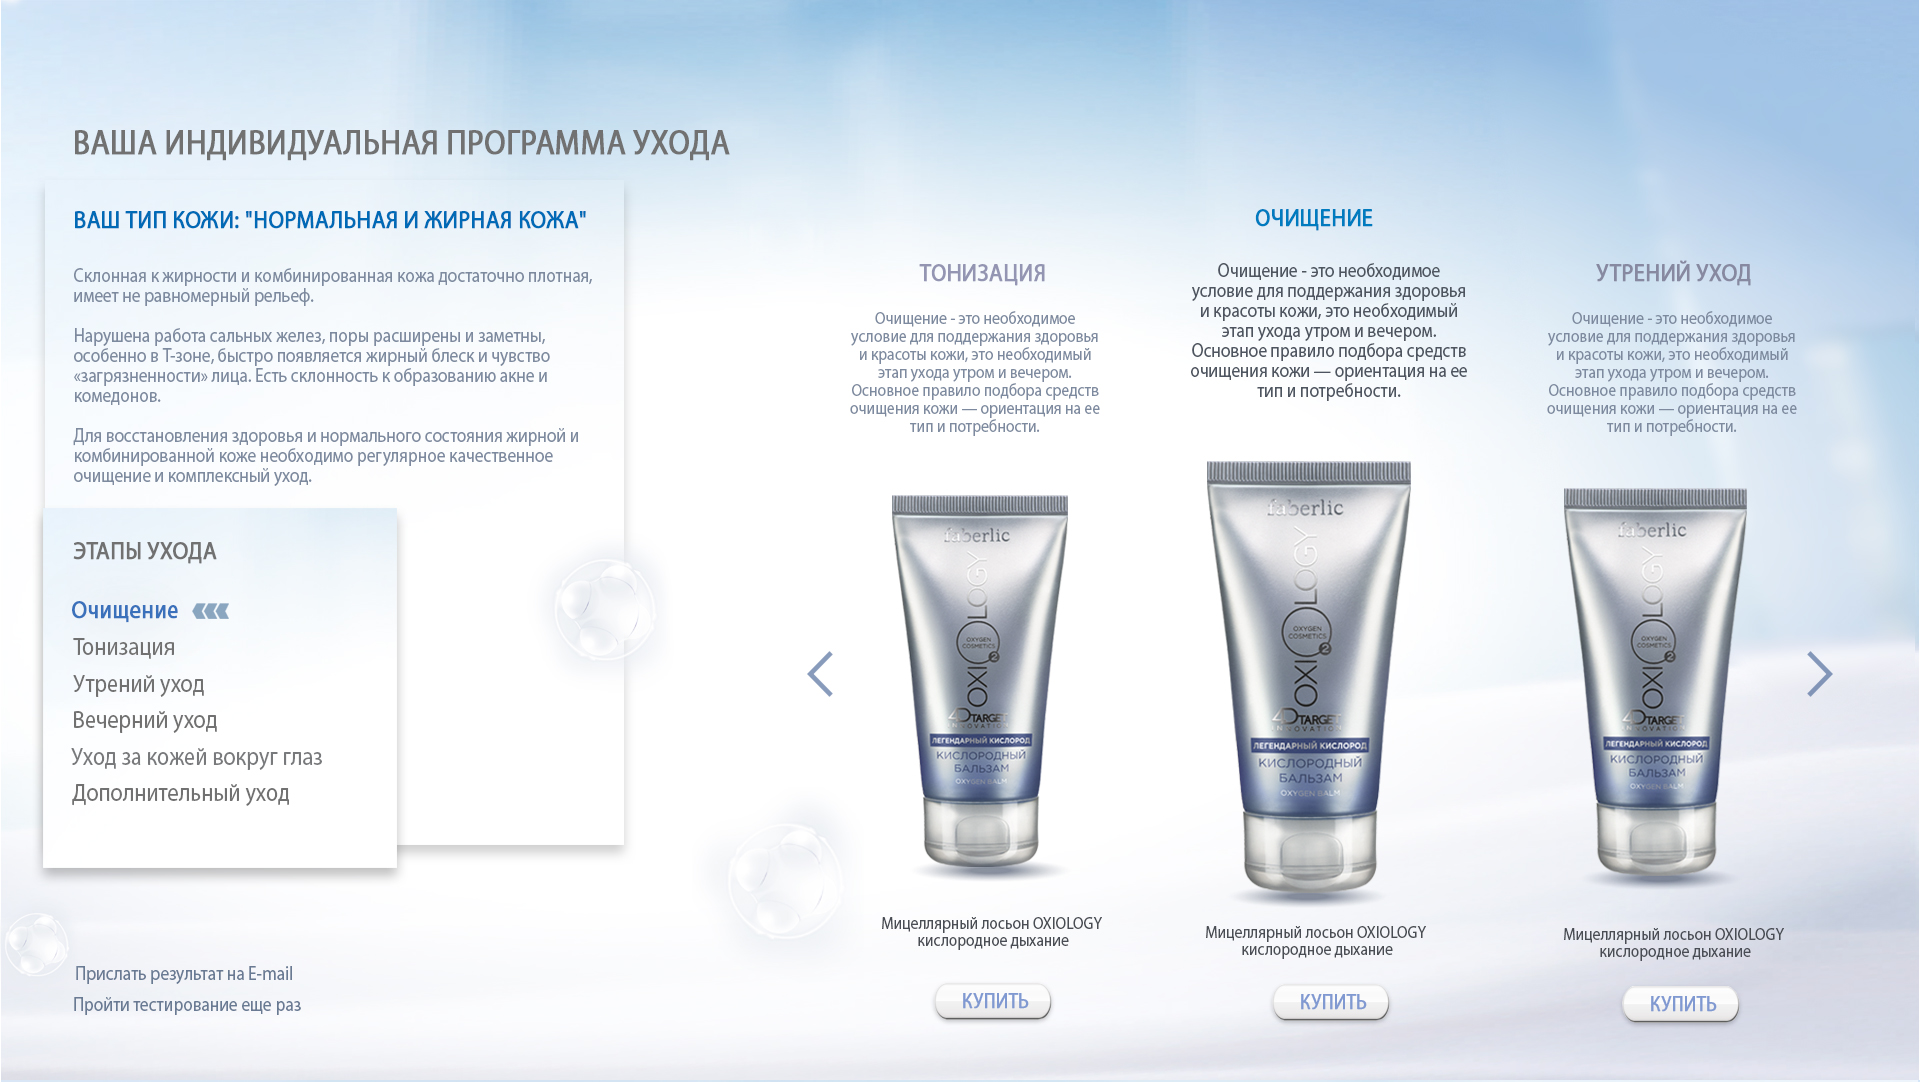 ВАША ИНДИВИДУАЛЬНАЯ ПРОГРАММА УХОДА
ВАШ ТИП КОЖИ: "НОРМАЛЬНАЯ И ЖИРНАЯ КОЖА"
Склонная к жирности и комбинированная кожа достаточно плотная,
имеет не равномерный рельеф.
Нарушена работа сальных желез, поры расширены и заметны,
особенно в Т-зоне, быстро появляется жирный блеск и чувство
«загрязненности» лица. Есть склонность к образованию акне и
комедонов.
Для восстановления здоровья и нормального состояния жирной и
комбинированной коже необходимо регулярное качественное
очищение и комплексный уход.
ЭТАПЫ УХОДА
Очищение
Тонизация
Утрений уход
Вечерний уход
Уход за кожей вокруг глаз
Дополнительный уход
Прислать результат на E-mail
Пройти тестирование еще раз
ТОНИЗАЦИЯ
Очищение - это необходимое
условие для поддержания здоровья
и красоты кожи, это необходимый
этап ухода утром и вечером.
Основное правило подбора средств
очищения кожи — ориентация на ее
тип и потребности.
faberlic
OXIOLOGY
OXYGEN
COSMETICS
2
4D TARGET
INNOVATION
ЛЕГЕНДАРНЫЙ КИСЛОРОД
КИСЛОРОДНЫЙ
БАЛЬЗАМ
OXYGEN BALM
Мицеллярный лосьон OXIOLOGY
кислородное дыхание
КУПИТЬ
ОЧИЩЕНИЕ
Очищение - это необходимое
условие для поддержания здоровья
и красоты кожи, это необходимый
этап ухода утром и вечером.
Основное правило подбора средств
очищения кожи — ориентация на ее
тип и потребности.
faberlic
OXIOLOGY
OXYGEN
COSMETICS
2
4D TARGET
INNOVATION
ЛЕГЕНДАРНЫЙ КИСЛОРОД
КИСЛОРОДНЫЙ
БАЛЬЗАМ
OXYGEN BALM
Мицеллярный лосьон OXIOLOGY
кислородное дыхание
КУПИТЬ
УТРЕНИЙ УХОД
Очищение - это необходимое
условие для поддержания здоровья
и красоты кожи, это необходимый
этап ухода утром и вечером.
Основное правило подбора средств
очищения кожи — ориентация на ее
тип и потребности.
faberlic
OXIOLOGY
OXYGEN
COSMETICS
2
4D TARGET
INNOVATION
ЛЕГЕНДАРНЫЙ КИСЛОРОД
КИСЛОРОДНЫЙ
БАЛЬЗАМ
OXYGEN BALM
Мицеллярный лосьон OXIOLOGY
кислородное дыхание
КУПИТЬ